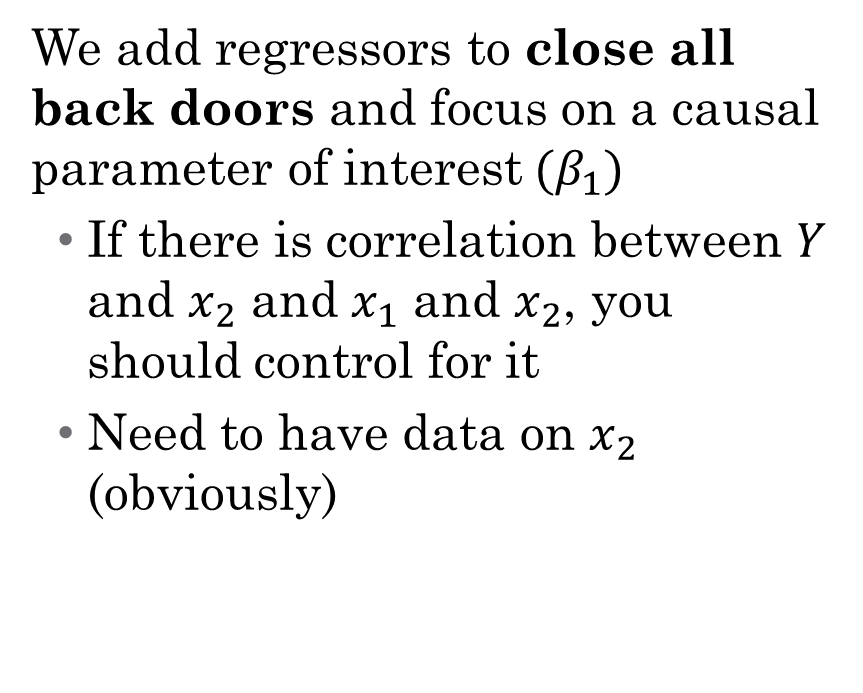 We add regressors to close all
back doors and focus on a causal
parameter of interest (𝛽₁)
• If there is correlation between 𝑌
and 𝑥₂ and 𝑥₁ and 𝑥₂, you
should control for it
• Need to have data on 𝑥₂
(obviously)